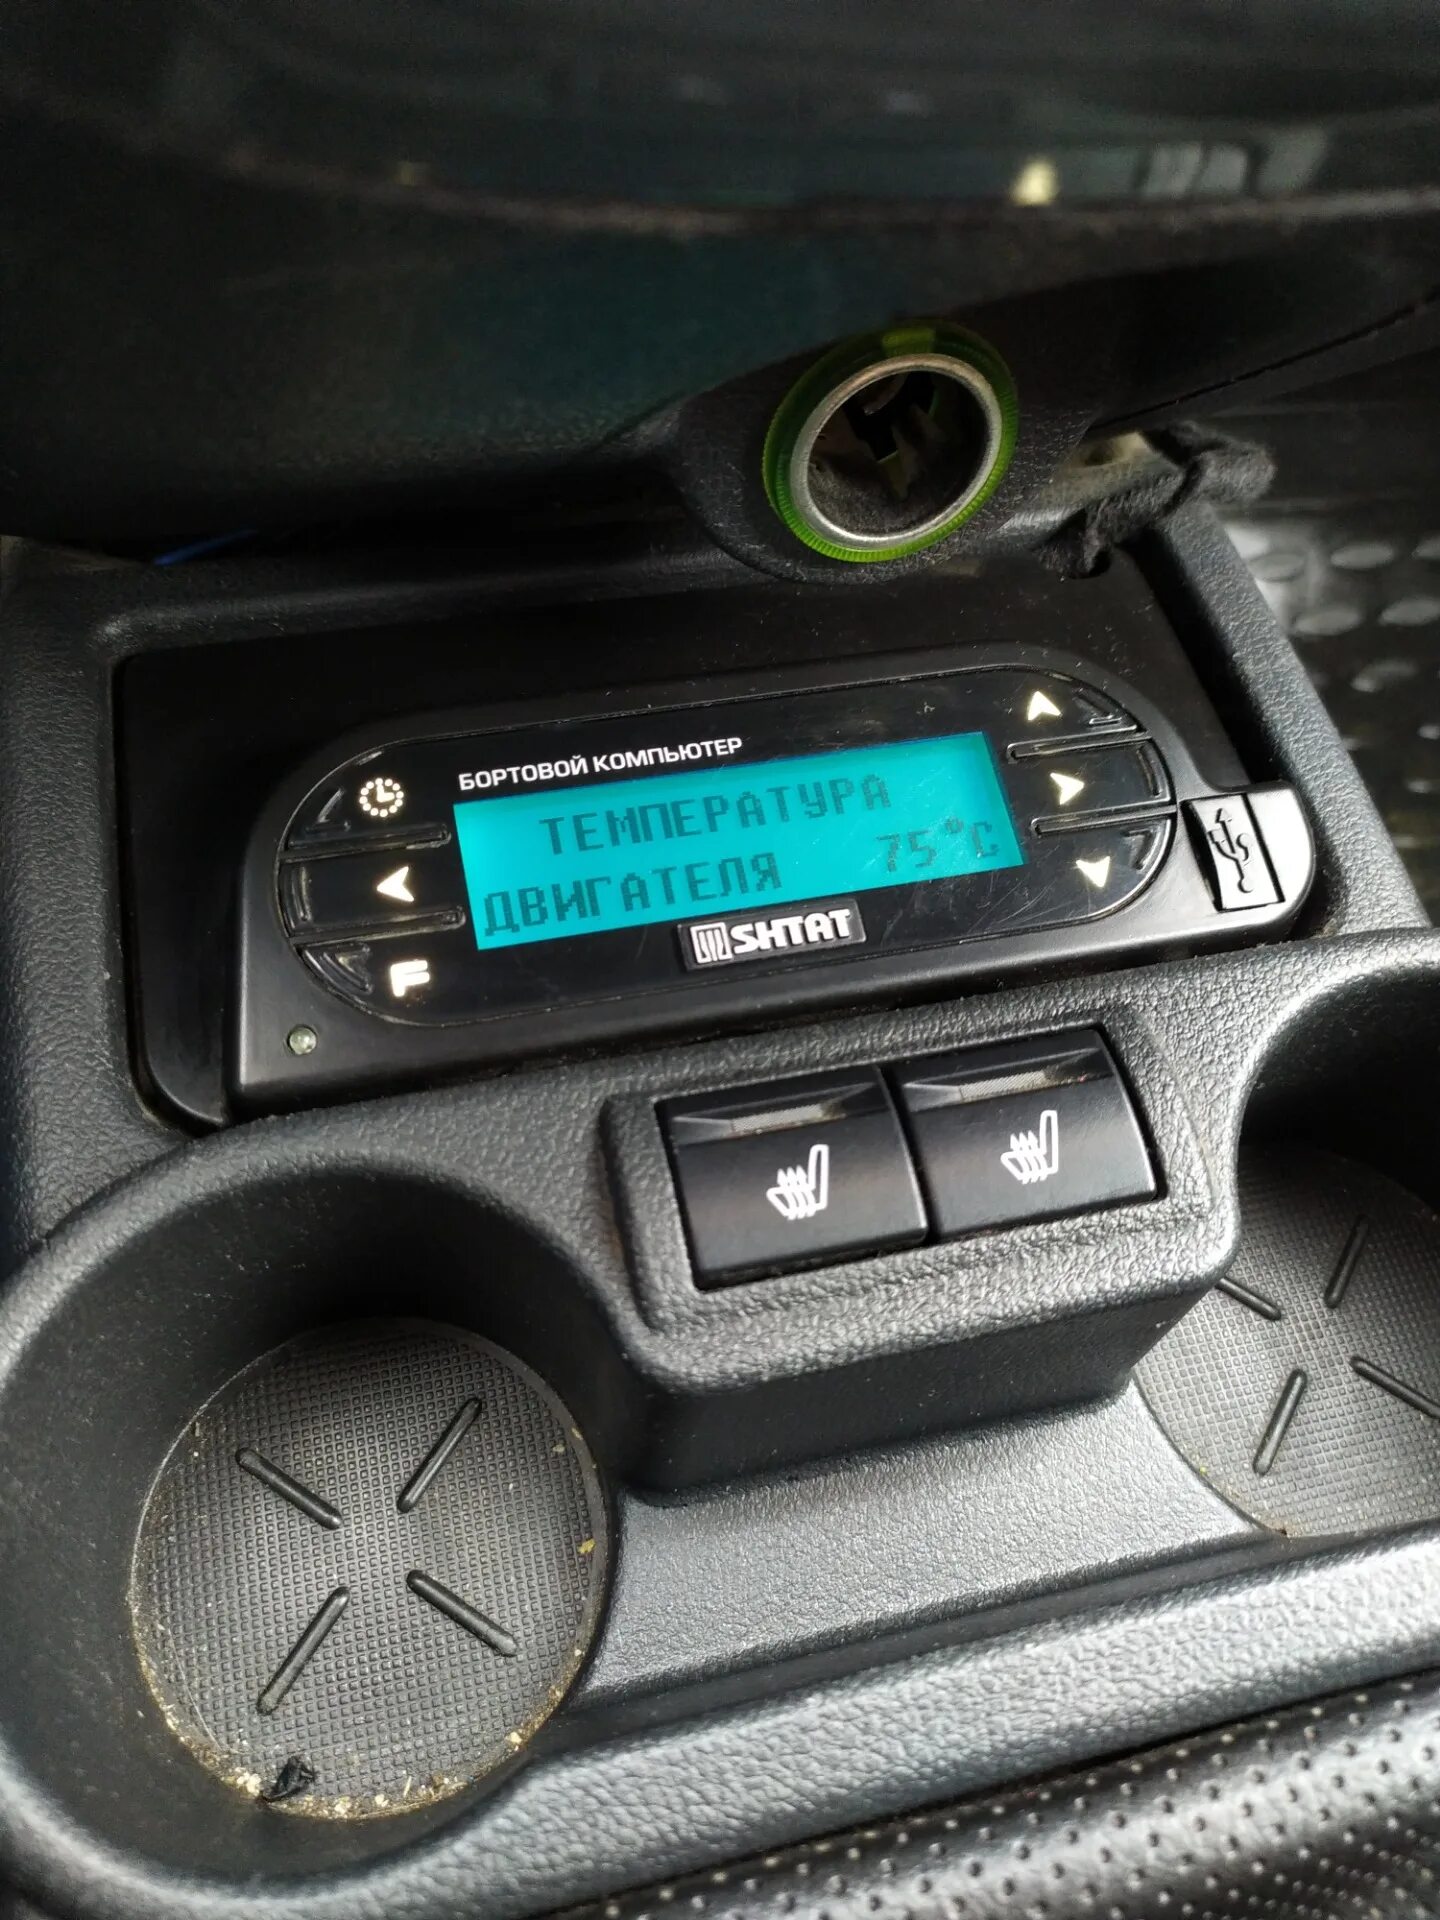 БОРТОВОЙ КОМПЬЮТЕР
ТЕМПЕРАТУРА
ДВИГАТЕЛЯ 75°C
SHTAT
F